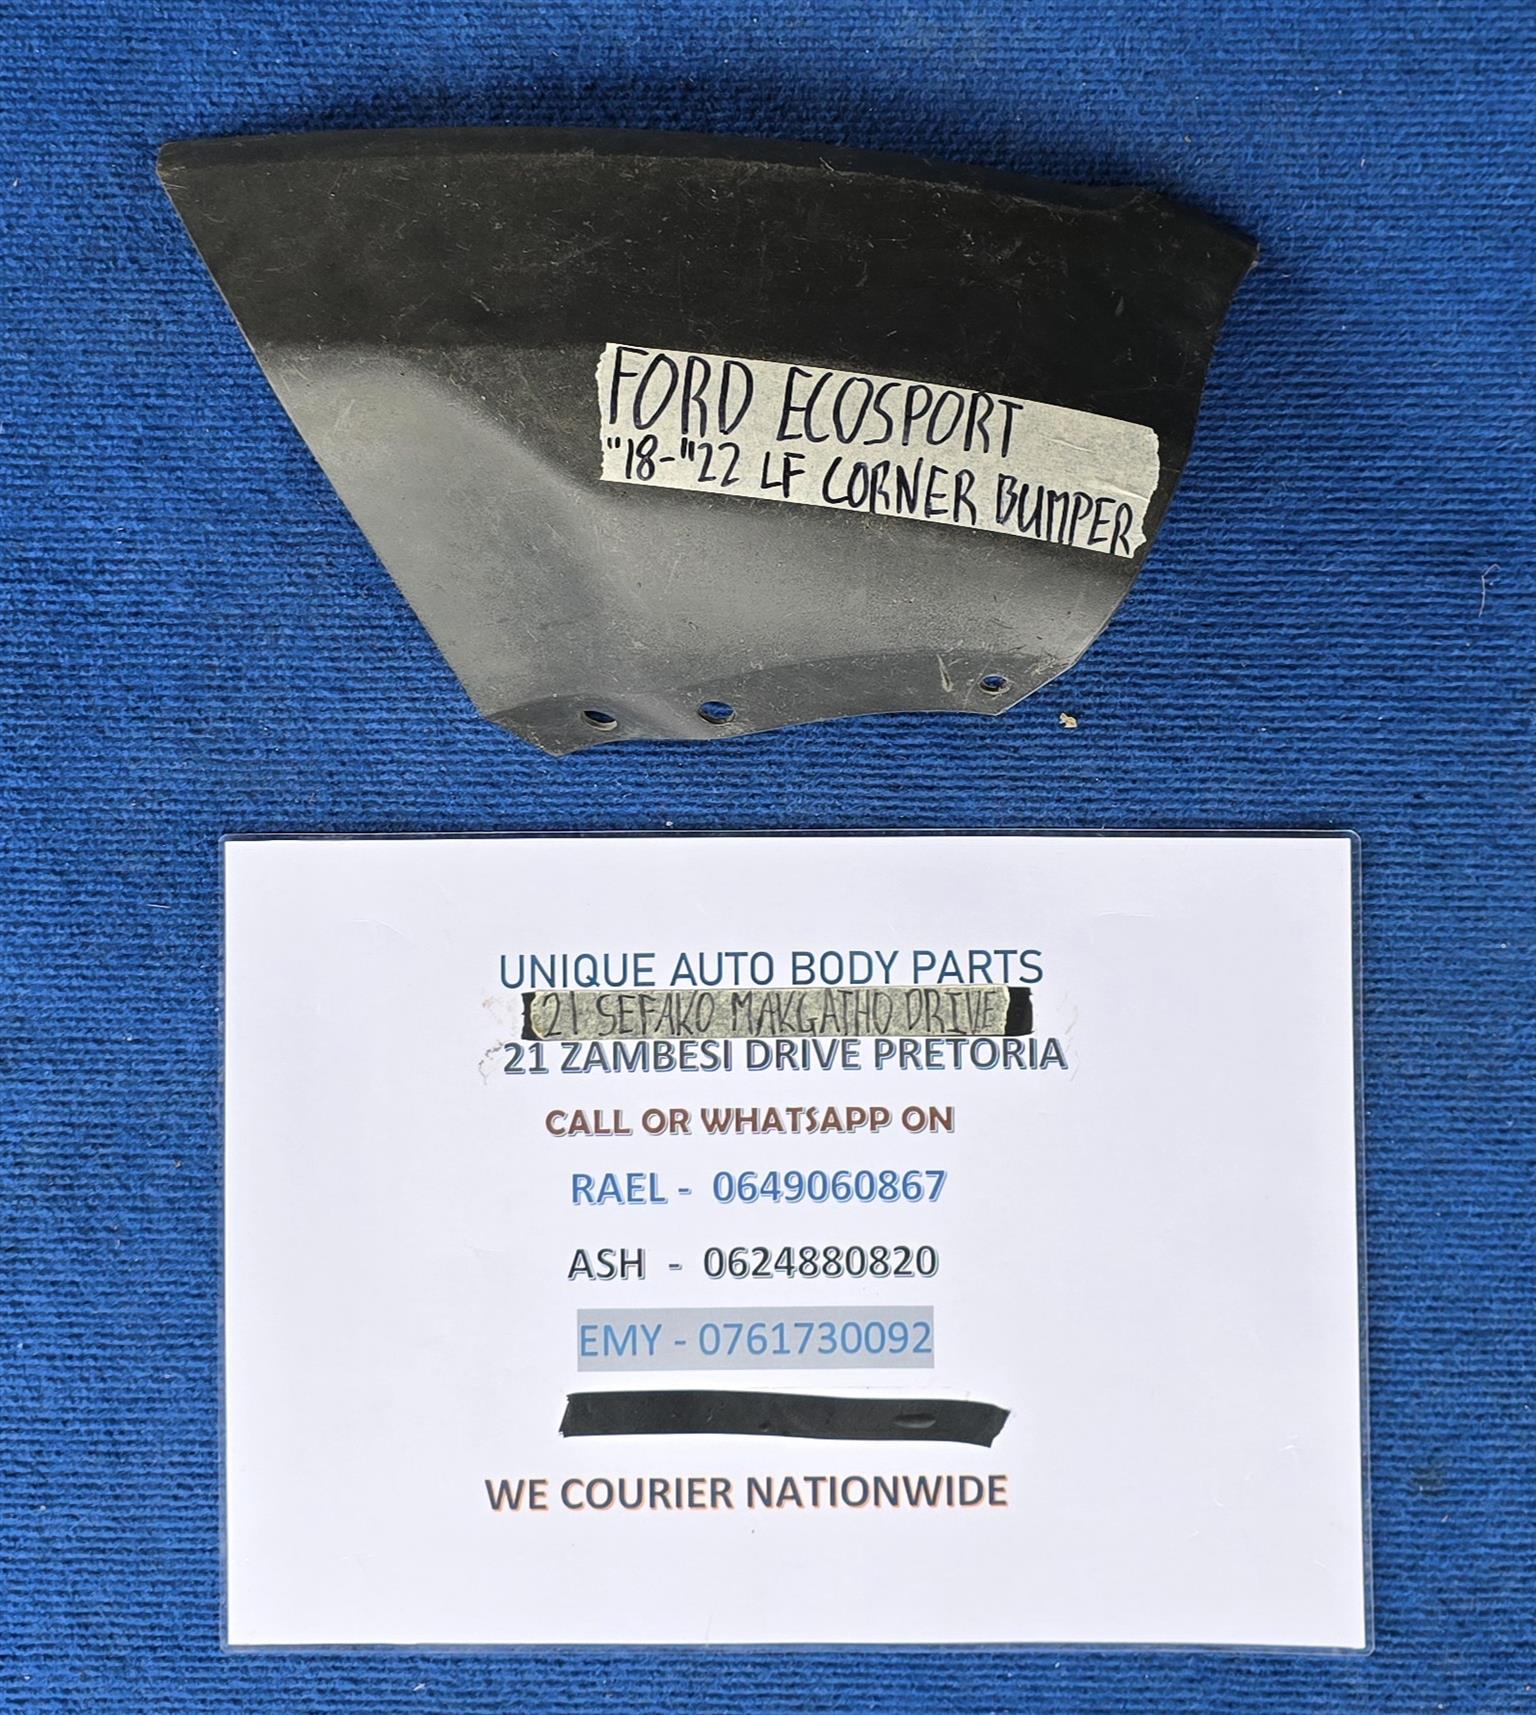 FORD ECOSPORT
"18-"22 LF CORNER BUMPER
UNIQUE AUTO BODY PARTS
21 SEFAKO MAKGATHO DRIVE
21 ZAMBESI DRIVE PRETORIA
CALL OR WHATSAPP ON
RAEL - 0649060867
ASH - 0624880820
EMY - 0761730092
WE COURIER NATIONWIDE